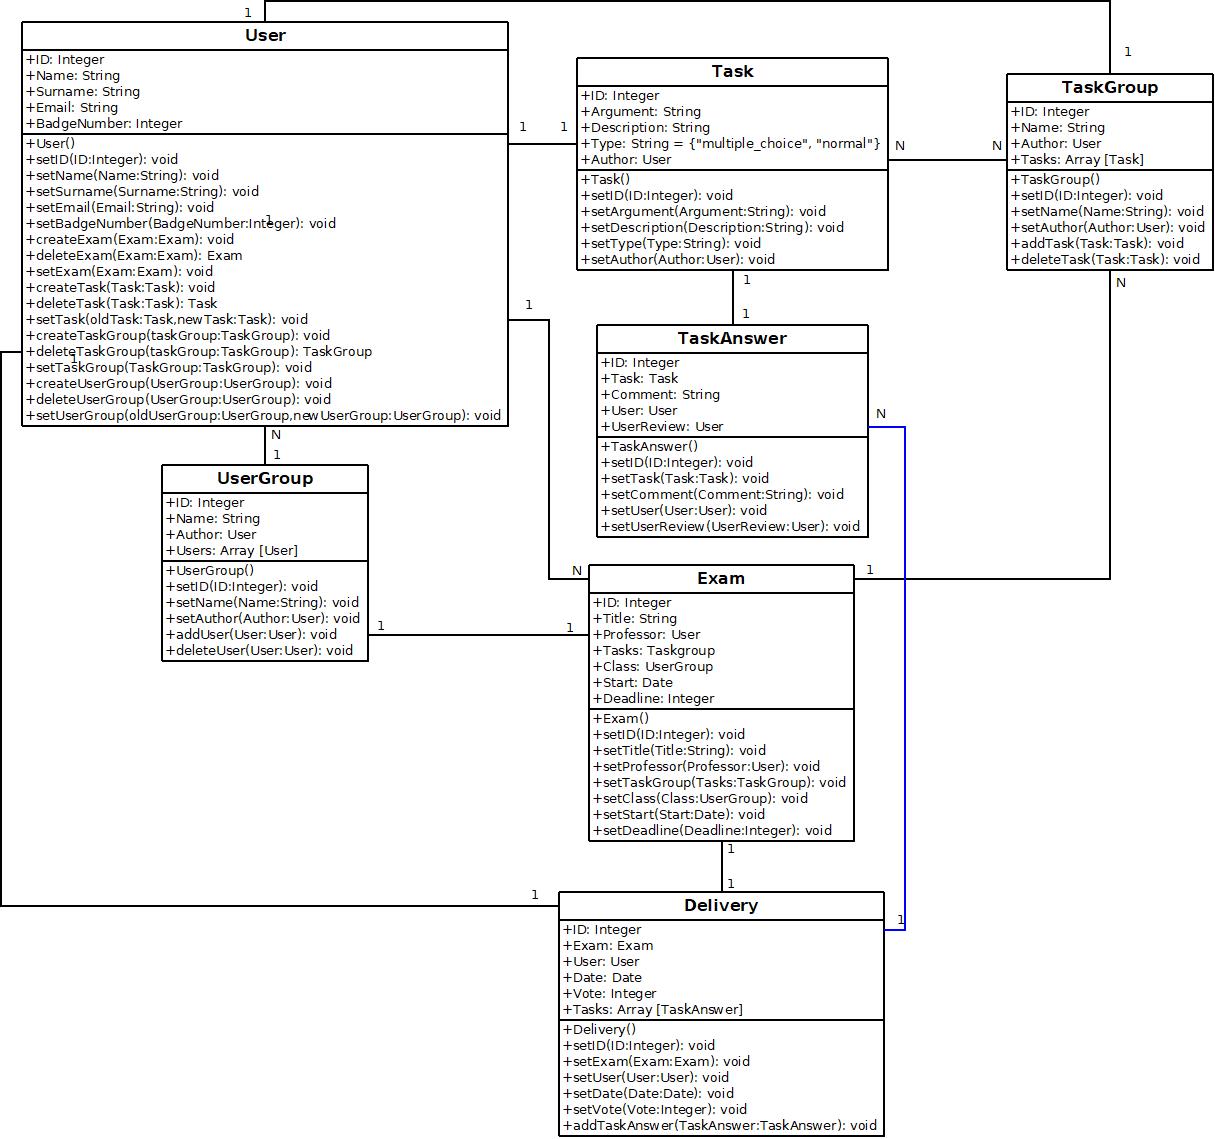 1
User
+ID: Integer
+Name: String
+Surname: String
+Email: String
+BadgeNumber: Integer
+User()
+setID(ID:Integer): void
+setName(Name:String): void
+setSurname(Surname:String): void
+setEmail(Email:String): void
+setBadgeNumber(BadgeNumber:Integer): void
1
+createExam(Exam:Exam): void
+deleteExam(Exam:Exam): Exam
+setExam(Exam:Exam): void
+createTask(Task:Task): void
+deleteTask(Task:Task): Task
+setTask(oldTask:Task,newTask:Task): void
+createTaskGroup(taskGroup:TaskGroup): void
+deleteTaskGroup(taskGroup:TaskGroup): TaskGroup
1
+setTaskGroup(TaskGroup:TaskGroup): void
+createUserGroup(UserGroup:UserGroup): void
+deleteUserGroup(UserGroup:UserGroup): void
+setUserGroup(oldUserGroup:UserGroup,newUserGroup:UserGroup): void
1
1
Task
+ID: Integer
+Argument: String
+Description: String
+Type: String = {"multiple_choice", "normal"}
+Author: User
+Task()
+setID(ID:Integer): void
+setArgument(Argument:String): void
+setDescription(Description:String): void
+setType(Type:String): void
+setAuthor(Author:User): void
N
N
1
TaskGroup
+ID: Integer
+Name: String
+Author: User
+Tasks: Array [Task]
+TaskGroup()
+setID(ID:Integer): void
+setName(Name:String): void
+setAuthor(Author:User): void
+addTask(Task:Task): void
+deleteTask(Task:Task): void
N
1
1
1
TaskAnswer
+ID: Integer
+Task: Task
+Comment: String
+User: User
+UserReview: User
+TaskAnswer()
+setID(ID:Integer): void
+setTask(Task:Task): void
+setComment(Comment:String): void
+setUser(User:User): void
+setUserReview(UserReview:User): void
N
N
1
UserGroup
+ID: Integer
+Name: String
+Author: User
+Users: Array [User]
+UserGroup()
+setID(ID:Integer): void
+setName(Name:String): void
+setAuthor(Author:User): void
+addUser(User:User): void
+deleteUser(User:User): void
1
1
N
1
Exam
+ID: Integer
+Title: String
+Professor: User
+Tasks: Taskgroup
+Class: UserGroup
+Start: Date
+Deadline: Integer
+Exam()
+setID(ID:Integer): void
+setTitle(Title:String): void
+setProfessor(Professor:User): void
+setTaskGroup(Tasks:TaskGroup): void
+setClass(Class:UserGroup): void
+setStart(Start:Date): void
+setDeadline(Deadline:Integer): void
1
1
1
1
Delivery
+ID: Integer
+Exam: Exam
+User: User
+Date: Date
+Vote: Integer
+Tasks: Array [TaskAnswer]
+Delivery()
+setID(ID:Integer): void
+setExam(Exam:Exam): void
+setUser(User:User): void
+setDate(Date:Date): void
+setVote(Vote:Integer): void
+addTaskAnswer(TaskAnswer:TaskAnswer): void